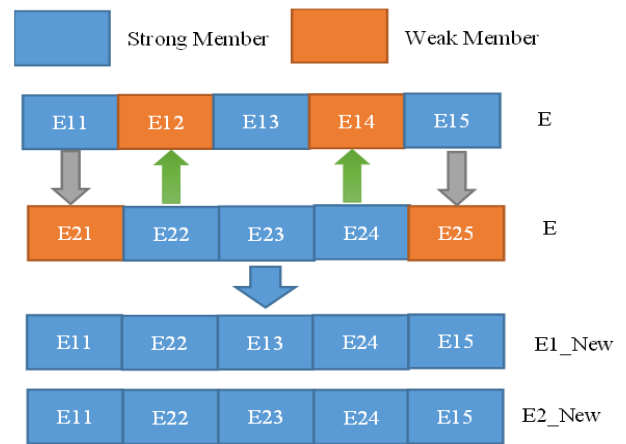 Strong Member Weak Member
E11 E12 E13 E14 E15 E
E21 E22 E23 E24 E25 E
E11 E22 E13 E24 E15 E1_New
E11 E22 E23 E24 E15 E2_New